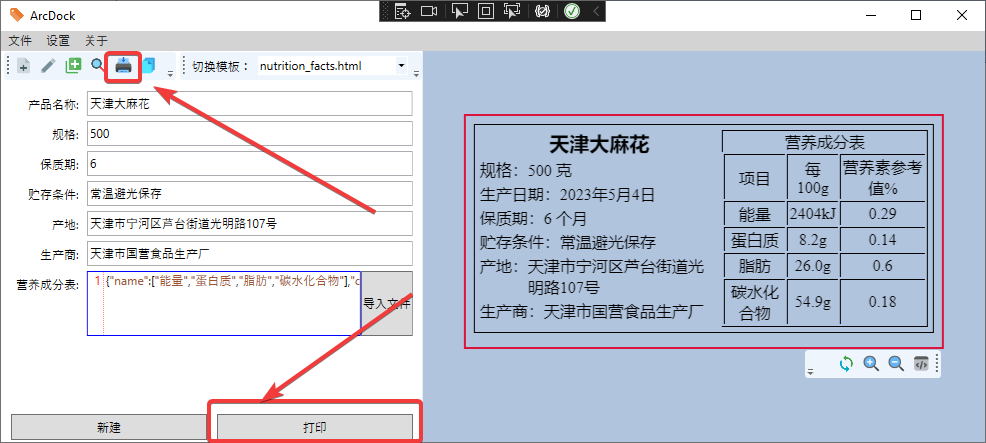 ArcDock
文件 设置 关于
切换模板： nutrition_facts.html
产品名称: 天津大麻花
规格: 500
保质期: 6
贮存条件: 常温避光保存
产地: 天津市宁河区芦台街道光明路107号
生产商: 天津市国营食品生产厂
营养成分表: 1 {"name":["能量","蛋白质","脂肪","碳水化合物"],"c
导入文件
新建 打印
天津大麻花
规格：500 克
生产日期：2023年5月4日
保质期：6 个月
贮存条件：常温避光保存
产地：天津市宁河区芦台街道光
明路107号
生产商：天津市国营食品生产厂
营养成分表
项目 每100g 营养素参考值%
能量 2404kJ 0.29
蛋白质 8.2g 0.14
脂肪 26.0g 0.6
碳水化合物 54.9g 0.18